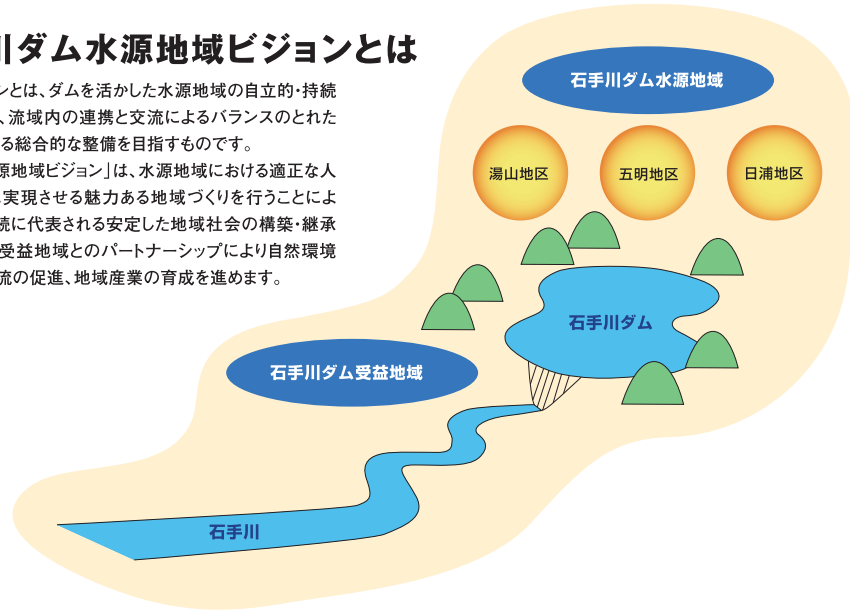 川ダム水源地域ビジョンとは
ンとは、ダムを活かした水源地域の自立的・持続
、流域内の連携と交流によるバランスのとれた
る総合的な整備を目指すものです。
源地域ビジョン」は、水源地域における適正な人
実現させる魅力ある地域づくりを行うことによ
続に代表される安定した地域社会の構築・継承
受益地域とのパートナーシップにより自然環境
流の促進、地域産業の育成を進めます。
石手川ダム水源地域
湯山地区
五明地区
日浦地区
石手川ダム
石手川ダム受益地域
石手川